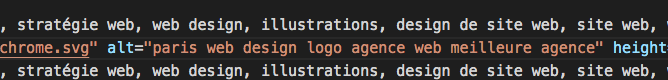 , stratégie web, web design, illustrations, design de site web, site web,
chrome.svg" alt="paris web design logo agence web meilleure agence" height
, stratégie web, web design, illustrations, design de site web, site web,